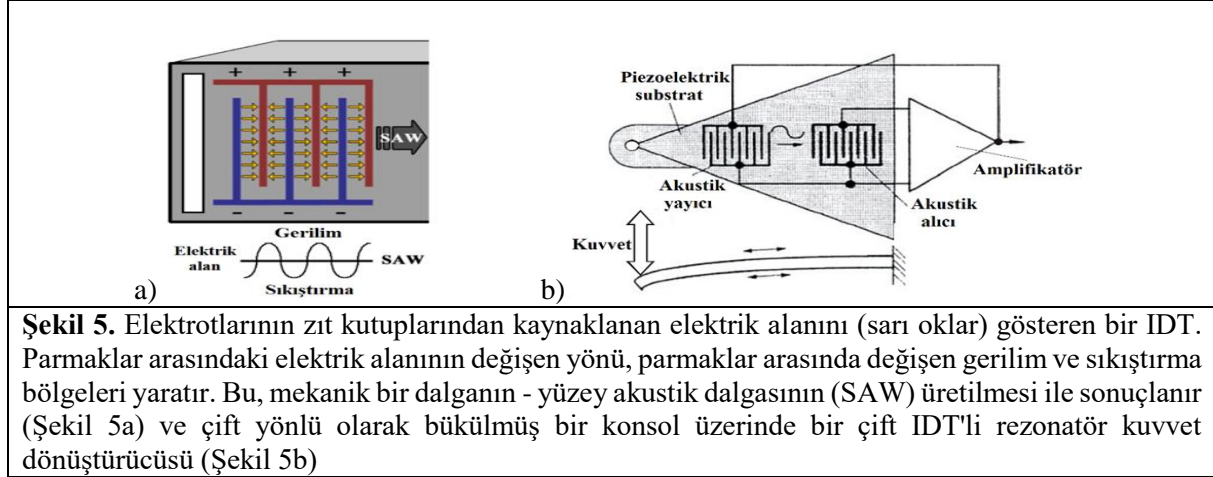 + + +
SAW
- - -
Gerilim
Elektrik
alan
SAW
Sıkıştırma
a)
Piezoelektrik
substrat
Akustik
yayıcı
Amplifikatör
Akustik
alıcı
Kuvvet
b)
Şekil 5. Elektrotlarının zıt kutuplarından kaynaklanan elektrik alanını (sarı oklar) gösteren bir IDT.
Parmaklar arasındaki elektrik alanının değişen yönü, parmaklar arasında değişen gerilim ve sıkıştırma
bölgeleri yaratır. Bu, mekanik bir dalganın - yüzey akustik dalgasının (SAW) üretilmesi ile sonuçlanır
(Şekil 5a) ve çift yönlü olarak bükülmüş bir konsol üzerinde bir çift IDT'li rezonatör kuvvet
dönüştürücüsü (Şekil 5b)